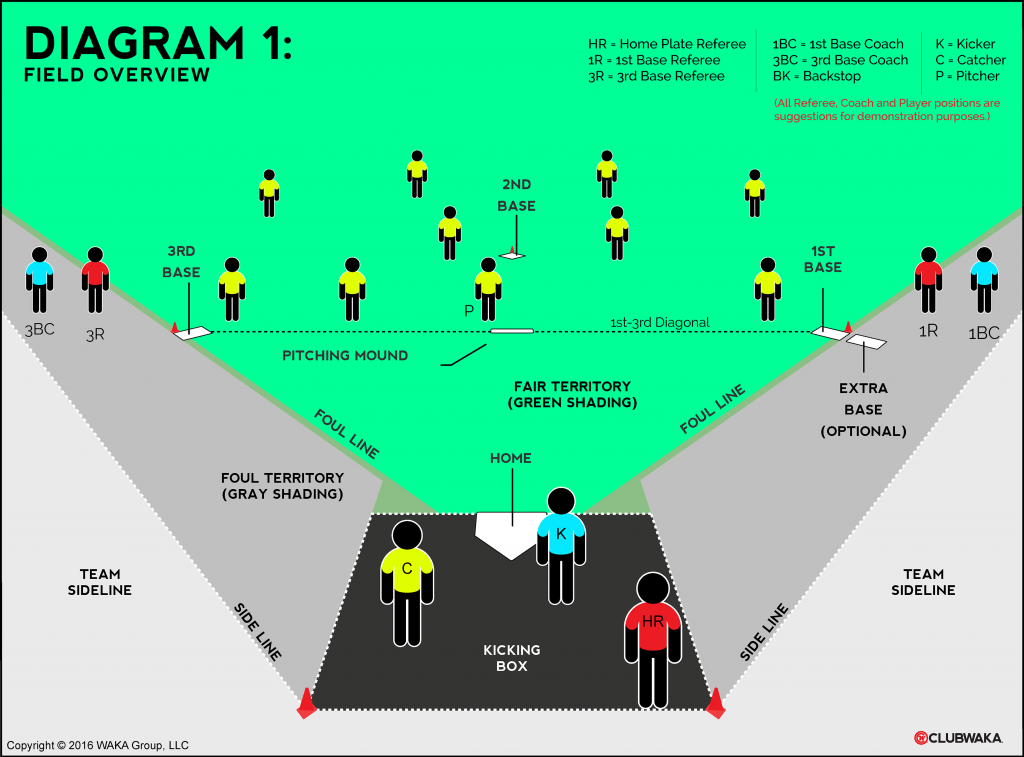 DIAGRAM 1:
FIELD OVERVIEW
HR = Home Plate Referee
1R = 1st Base Referee
3R = 3rd Base Referee
1BC = 1st Base Coach
3BC = 3rd Base Coach
BK = Backstop
K = Kicker
C = Catcher
P = Pitcher
(All Referee, Coach and Player positions are
suggestions for demonstration purposes.)
2ND
BASE
3RD
BASE
1ST
BASE
3BC
3R
P
1st-3rd Diagonal
1R
1BC
PITCHING MOUND
FAIR TERRITORY
(GREEN SHADING)
EXTRA
BASE
(OPTIONAL)
FOUL LINE
FOUL LINE
HOME
FOUL TERRITORY
(GRAY SHADING)
K
C
HR
TEAM
SIDELINE
TEAM
SIDELINE
SIDE LINE
SIDE LINE
KICKING
BOX
Copyright © 2016 WAKA Group, LLC
CLUBWAKA